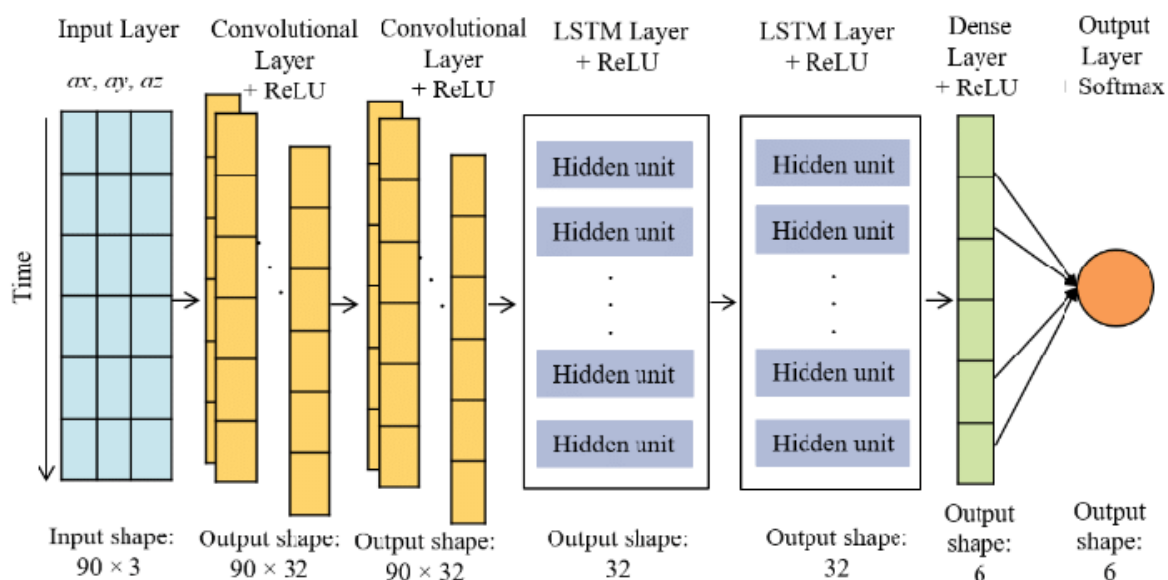 Input Layer
ax, ay, az
Convolutional
Layer
+ ReLU
Convolutional
Layer
+ ReLU
LSTM Layer
+ ReLU
LSTM Layer
+ ReLU
Dense
Layer
+ ReLU
Output
Layer
+ Softmax
Time
Hidden unit
Hidden unit
Hidden unit
Hidden unit
Hidden unit
Hidden unit
Hidden unit
Hidden unit
Input shape:
90 × 3
Output shape:
90 × 32
Output shape:
90 × 32
Output shape:
32
Output shape:
32
Output
shape:
6
Output
shape:
6